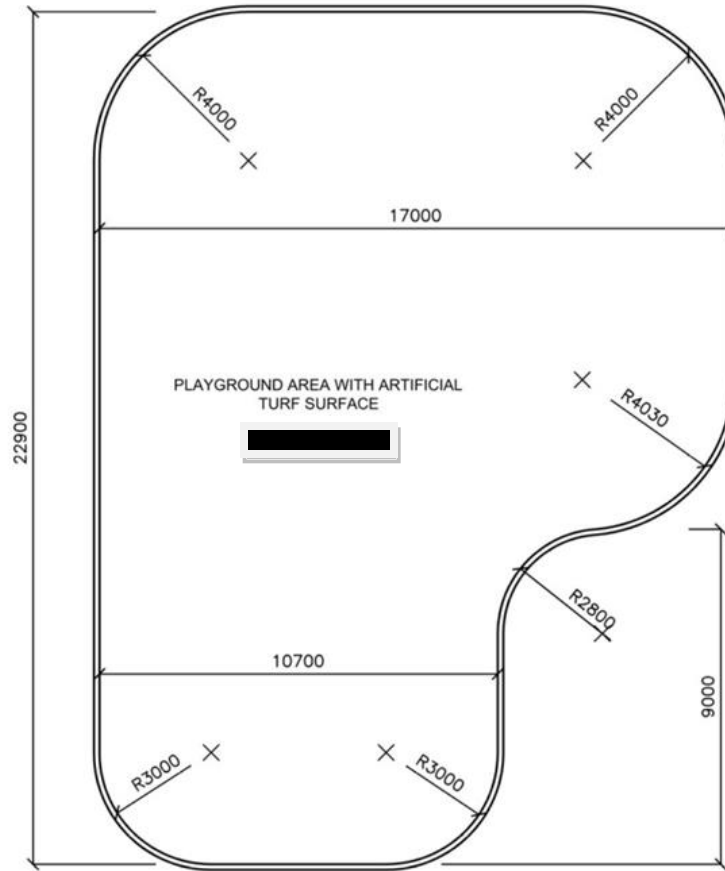 R4000
R4000
17000
PLAYGROUND AREA WITH ARTIFICIAL
TURF SURFACE
22900
R4030
R2800
10700
9000
R3000
R3000